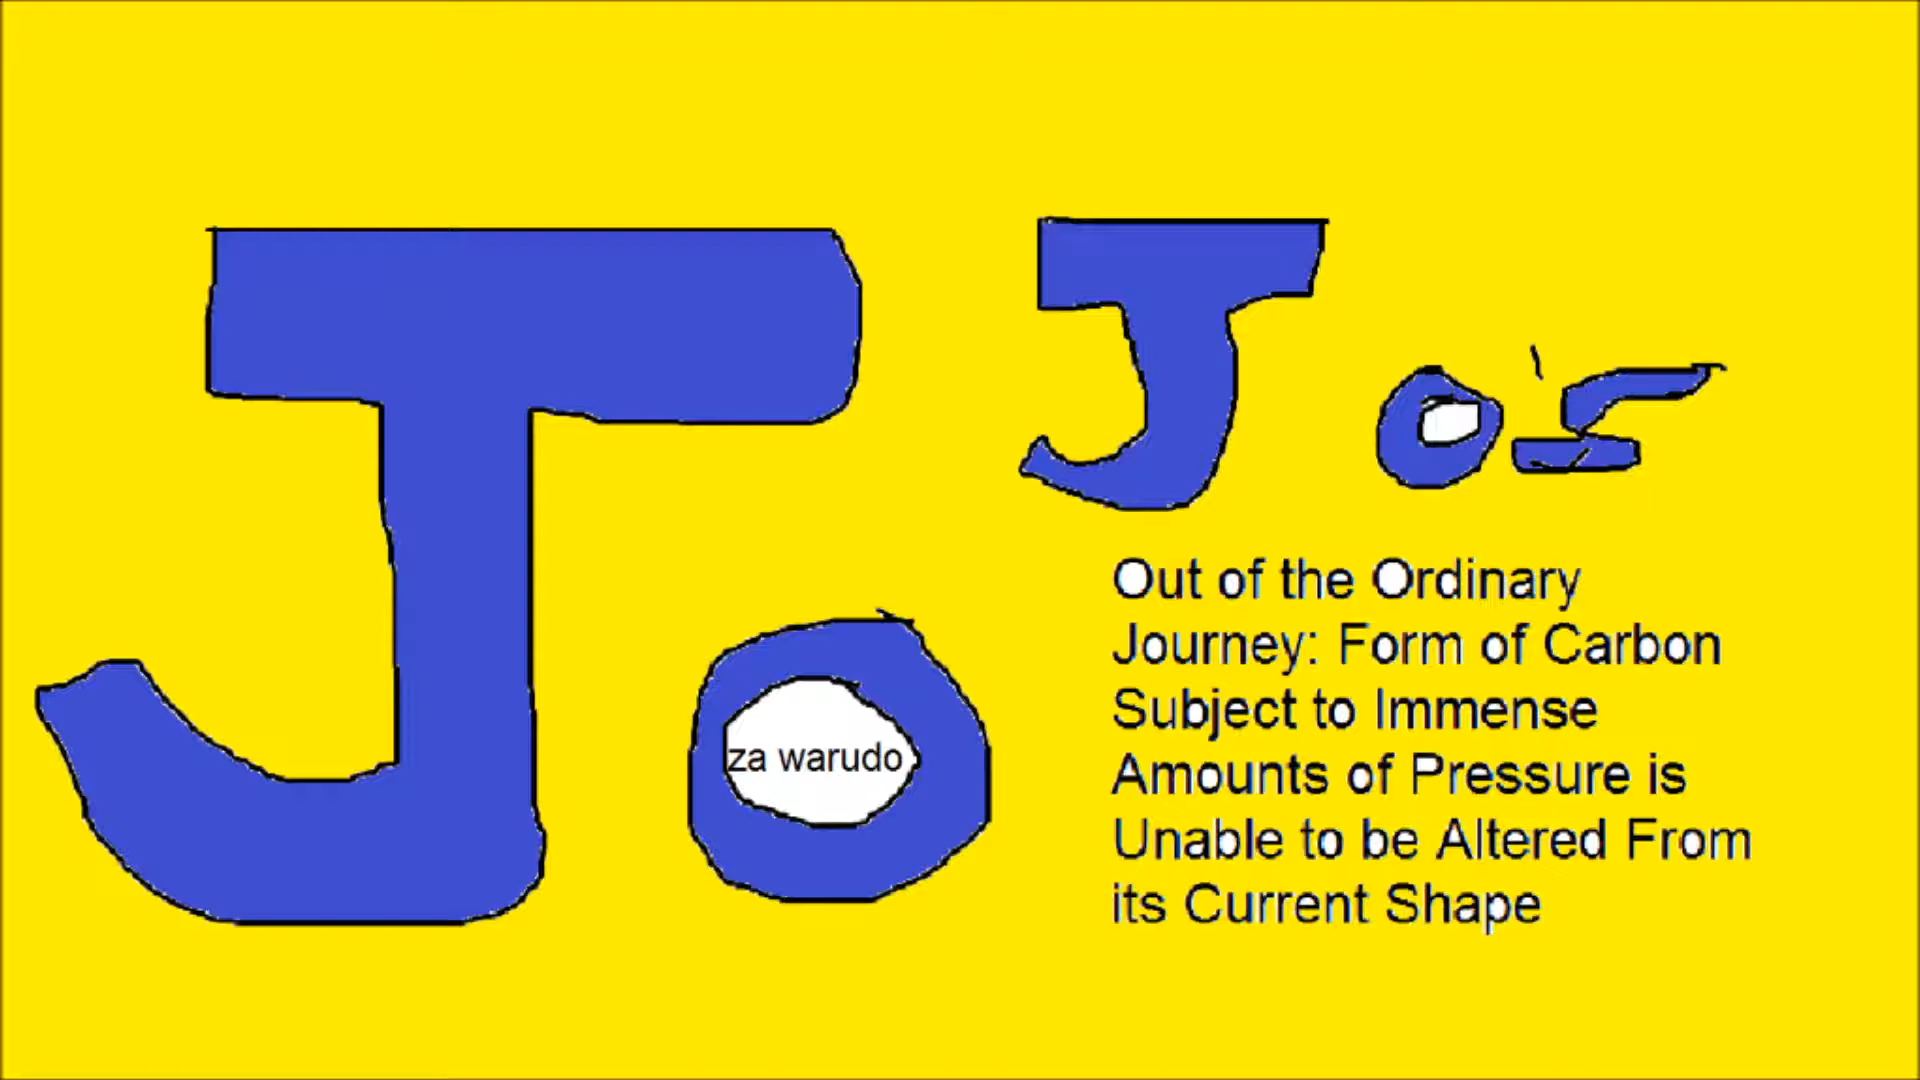 Jo
Jo's
za warudo
Out of the Ordinary
Journey: Form of Carbon
Subject to Immense
Amounts of Pressure is
Unable to be Altered From
its Current Shape